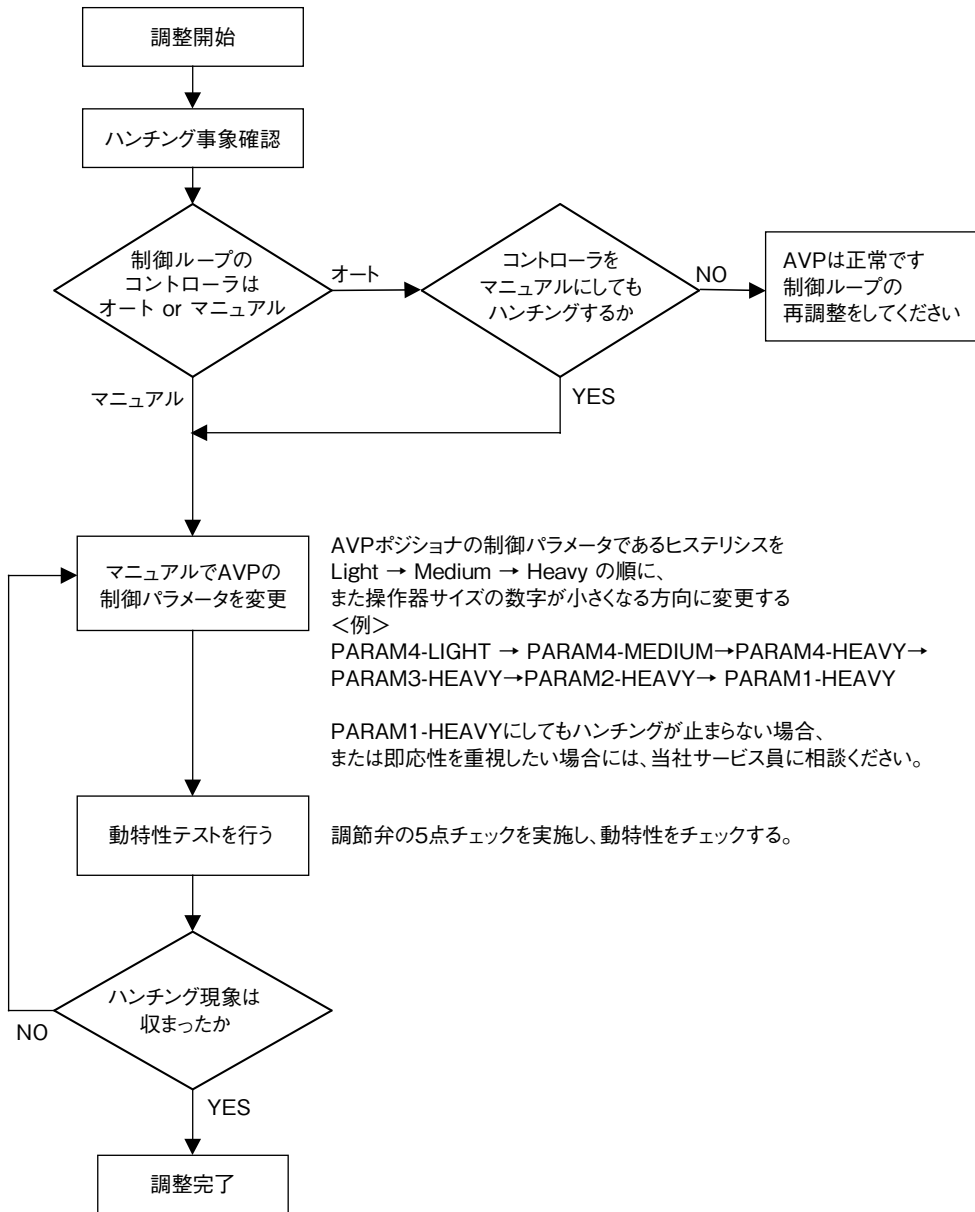 調整開始
ハンチング事象確認
制御ループの
コントローラは
オート or マニュアル
オート
コントローラを
マニュアルにしても
ハンチングするか
NO
AVPは正常です
制御ループの
再調整をしてください
マニュアル
YES
マニュアルでAVPの
制御パラメータを変更
AVPポジショナの制御パラメータであるヒステリシスを
Light → Medium → Heavy の順に、
また操作器サイズの数字が小さくなる方向に変更する
＜例＞
PARAM4-LIGHT → PARAM4-MEDIUM→PARAM4-HEAVY→
PARAM3-HEAVY→PARAM2-HEAVY→ PARAM1-HEAVY
PARAM1-HEAVYにしてもハンチングが止まらない場合、
または即応性を重視したい場合には、当社サービス員に相談ください。
動特性テストを行う
調節弁の5点チェックを実施し、動特性をチェックする。
ハンチング現象は
収まったか
NO
YES
調整完了